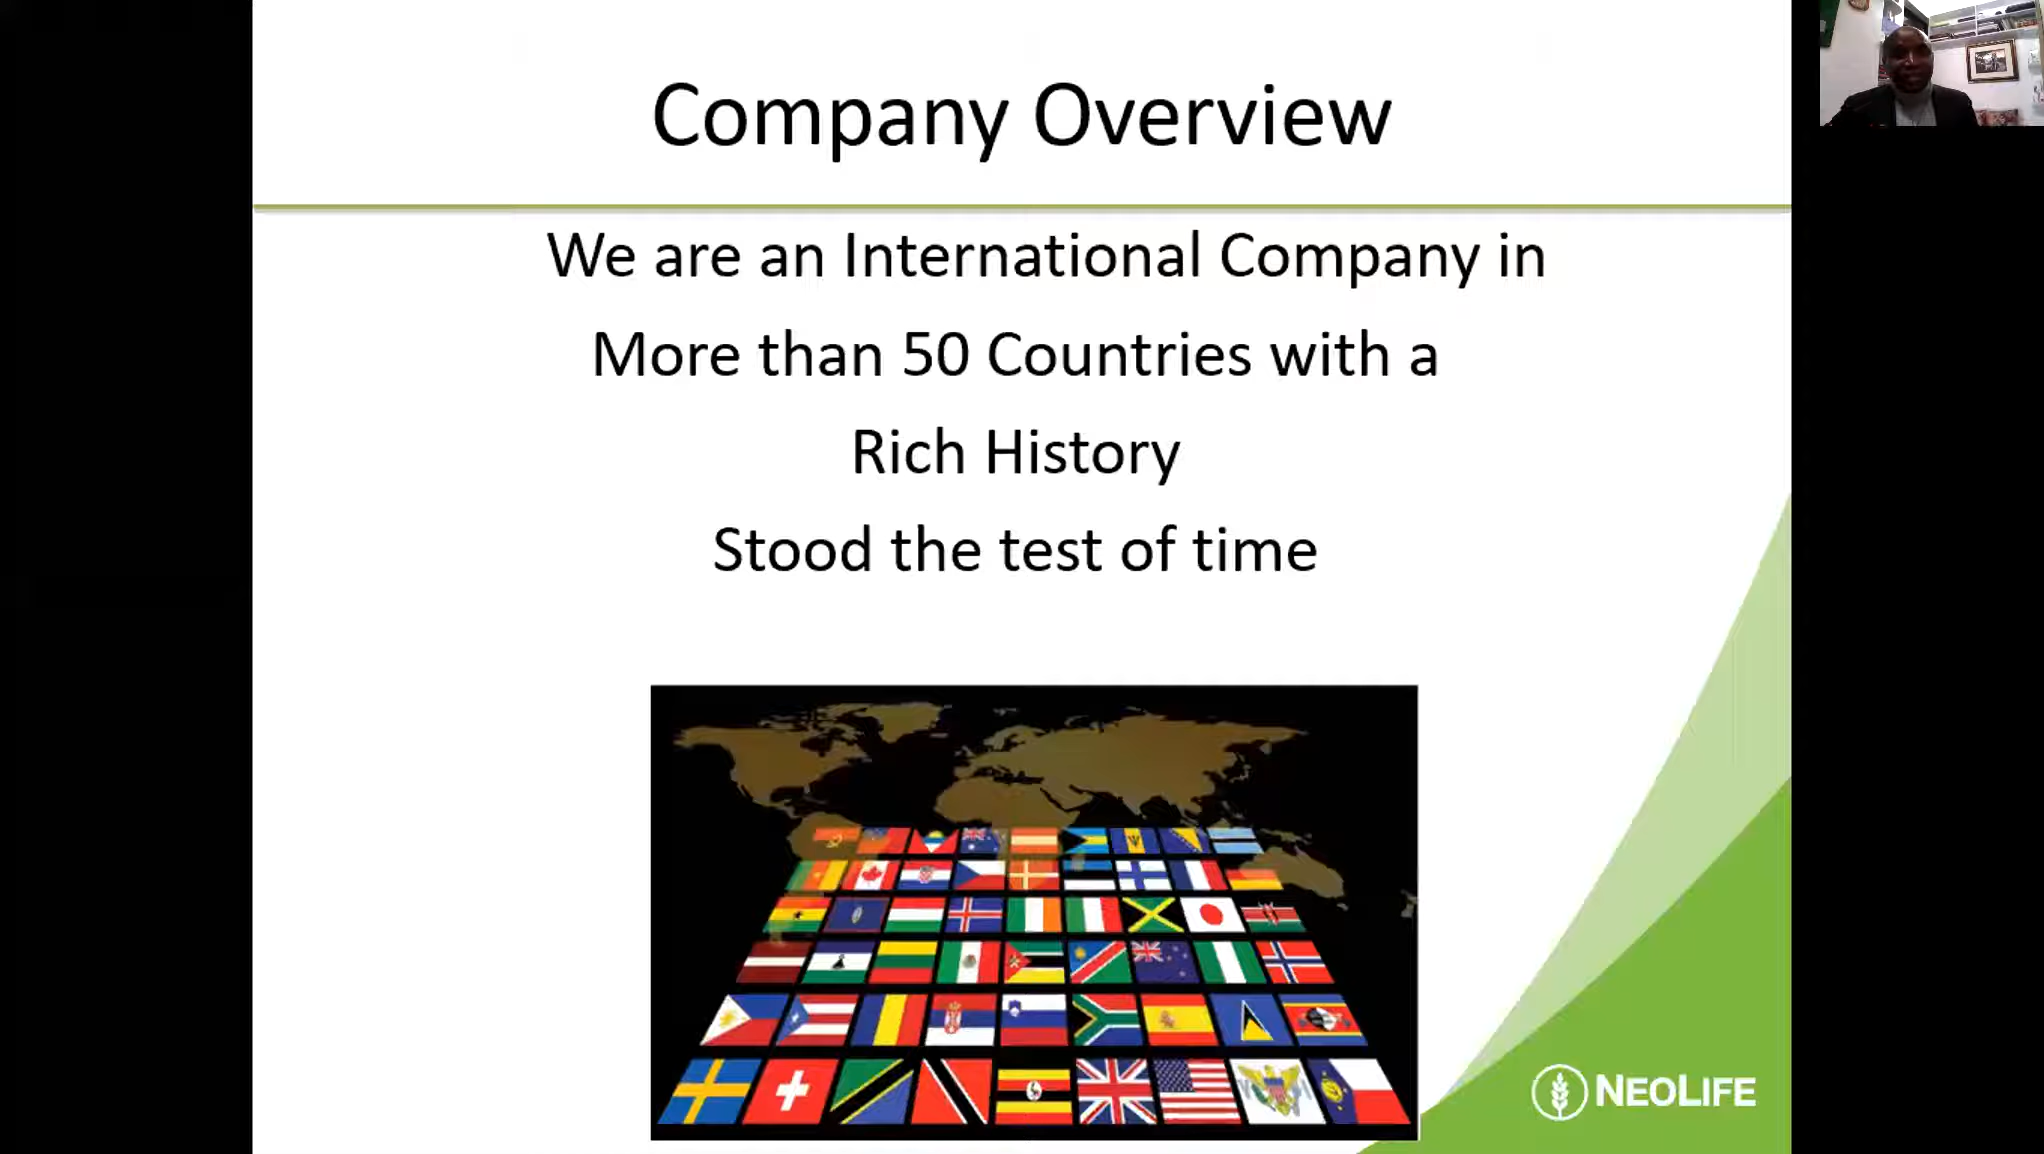 Company Overview
We are an International Company in
More than 50 Countries with a
Rich History
Stood the test of time
NEOLIFE